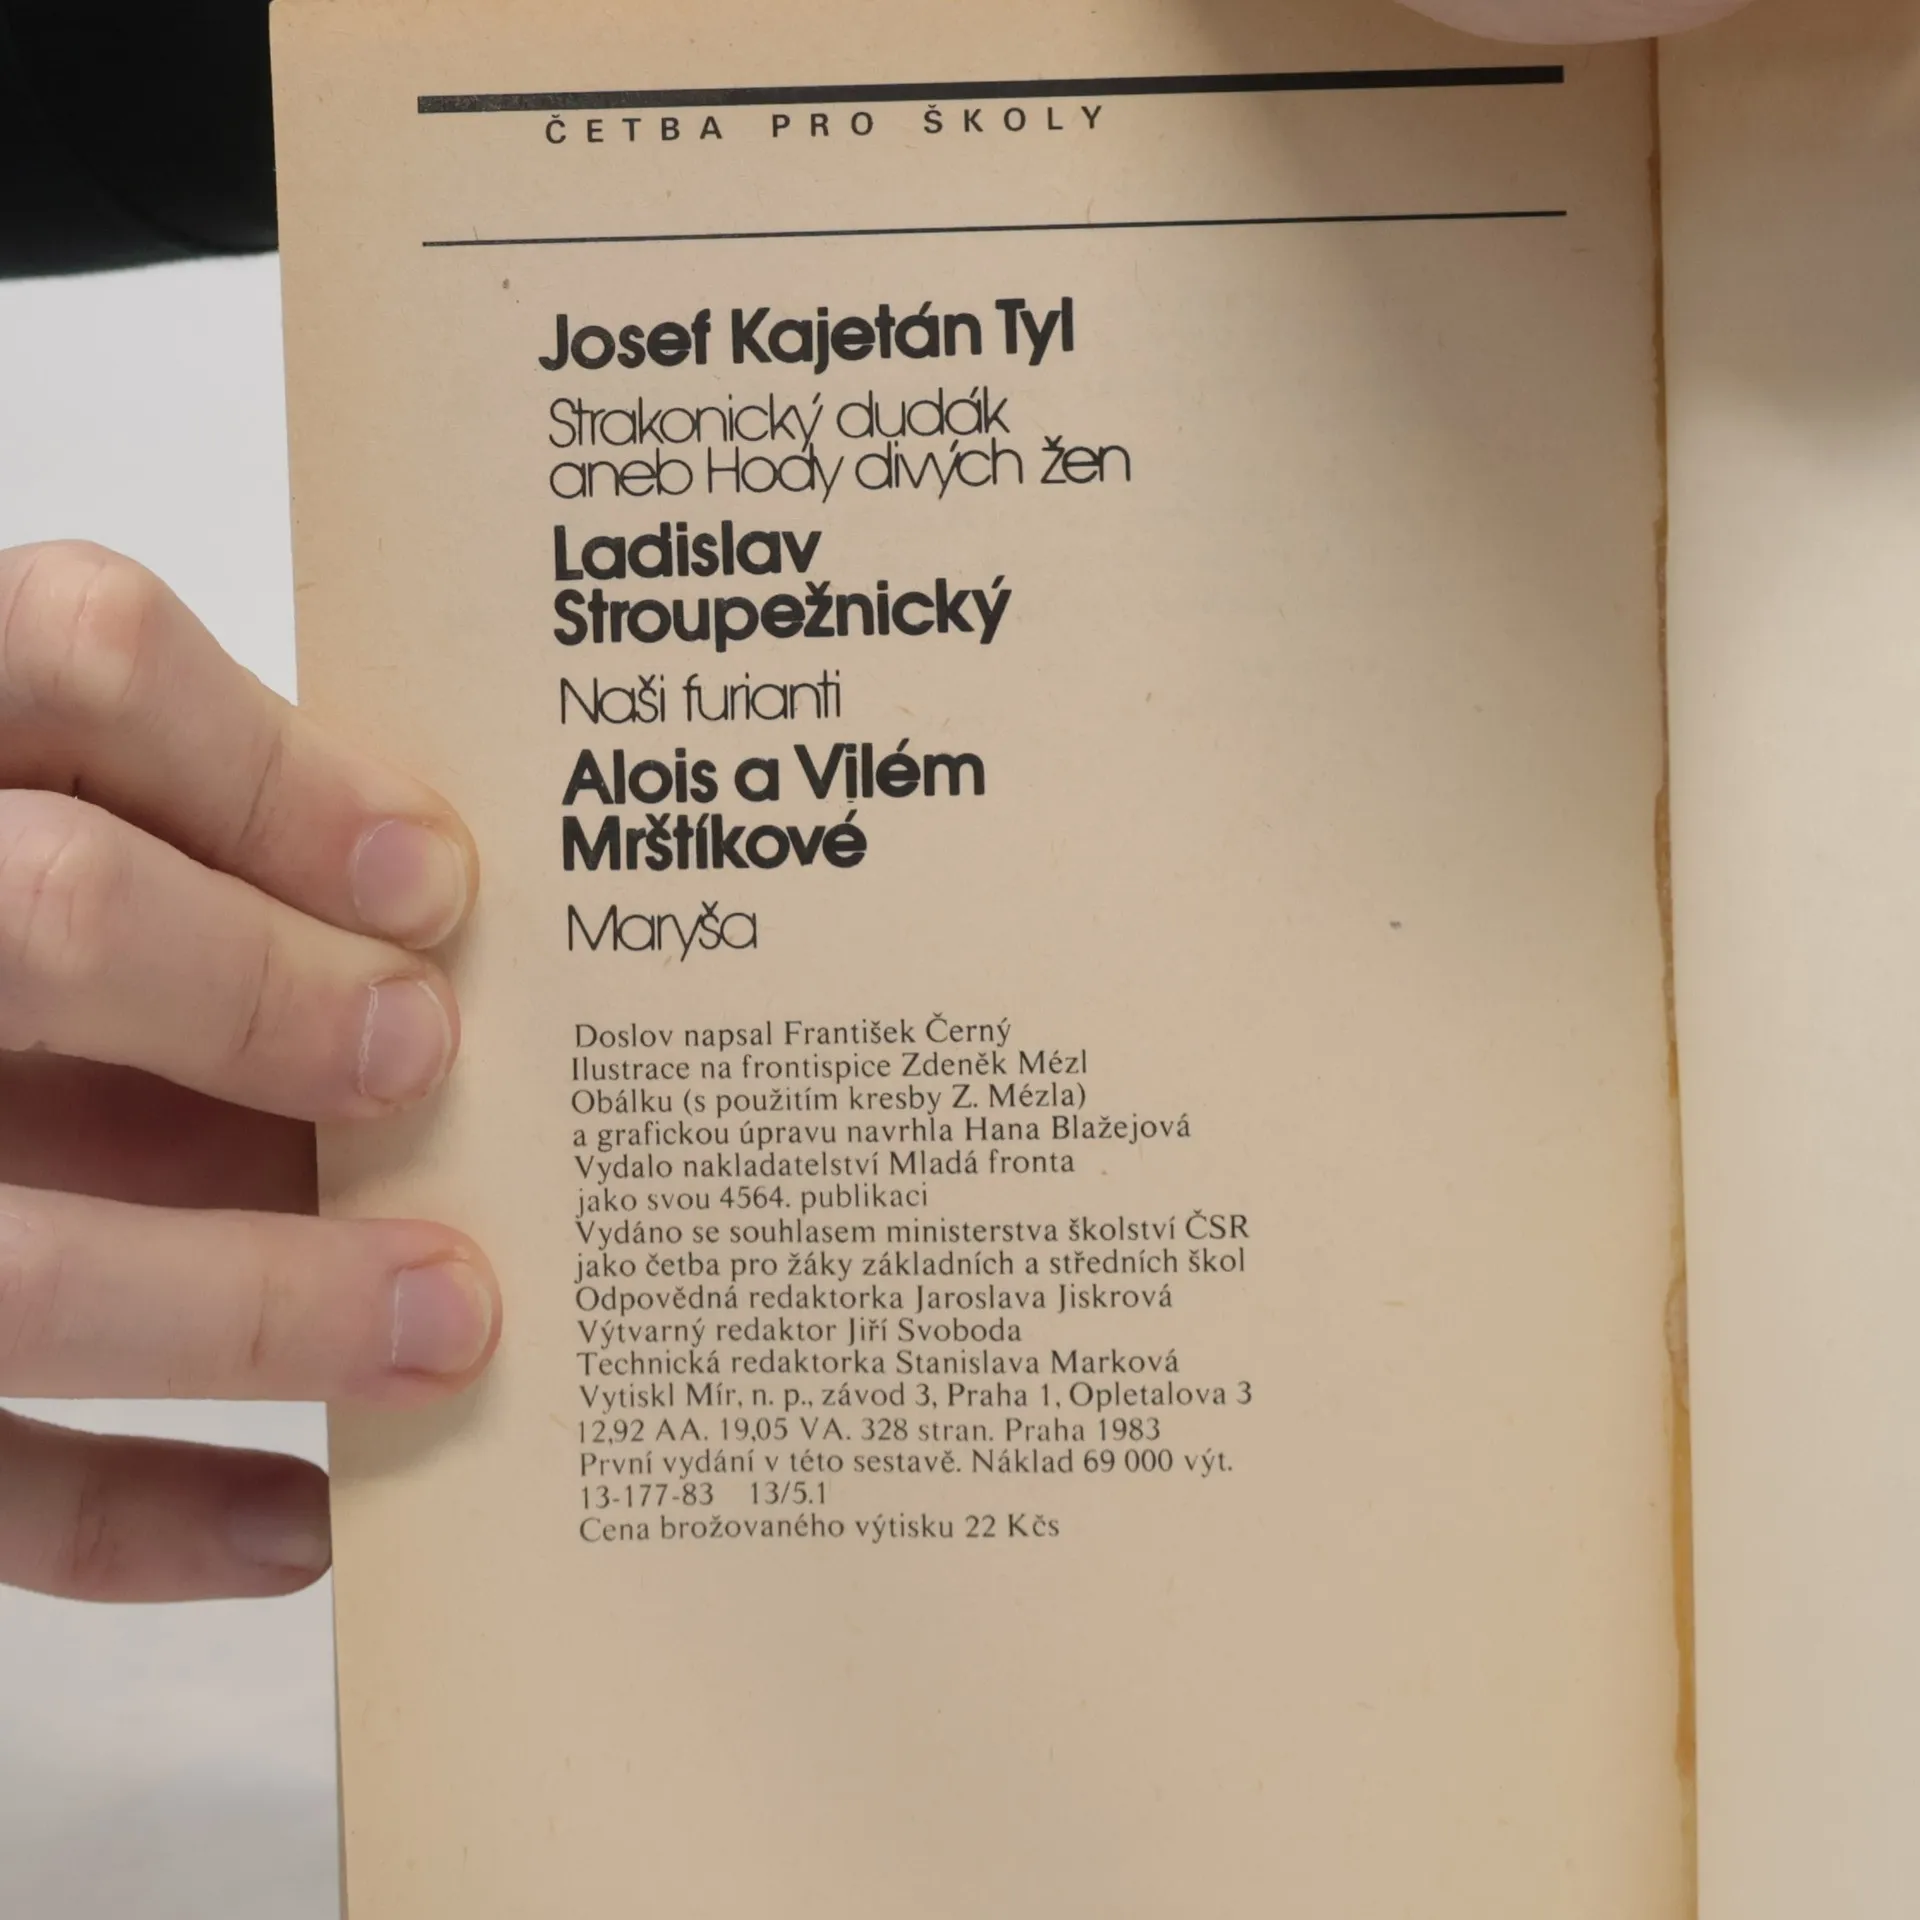 ČETBA PRO ŠKOLY
Josef Kajetán Tyl
Strakonický dudák
aneb Hody divých žen
Ladislav
Stroupežnický
Naši furianti
Alois a Vilém
Mrštíkové
Maryša
Doslov napsal František Černý
Ilustrace na frontispice Zdeněk Mézl
Obálku (s použitím kresby Z. Mézla)
a grafickou úpravu navrhla Hana Blažejová
Vydalo nakladatelství Mladá fronta
jako svou 4564. publikaci
Vydáno se souhlasem ministerstva školství ČSR
jako četba pro žáky základních a středních škol
Odpovědná redaktorka Jaroslava Jiskrová
Výtvarný redaktor Jiří Svoboda
Technická redaktorka Stanislava Marková
Vytiskl Mír, n. p., závod 3, Praha 1, Opletalova 3
12,92 AA. 19,05 VA. 328 stran. Praha 1983
První vydání v této sestavě. Náklad 69 000 výt.
13-177-83 13/5.1
Cena brožovaného výtisku 22 Kčs